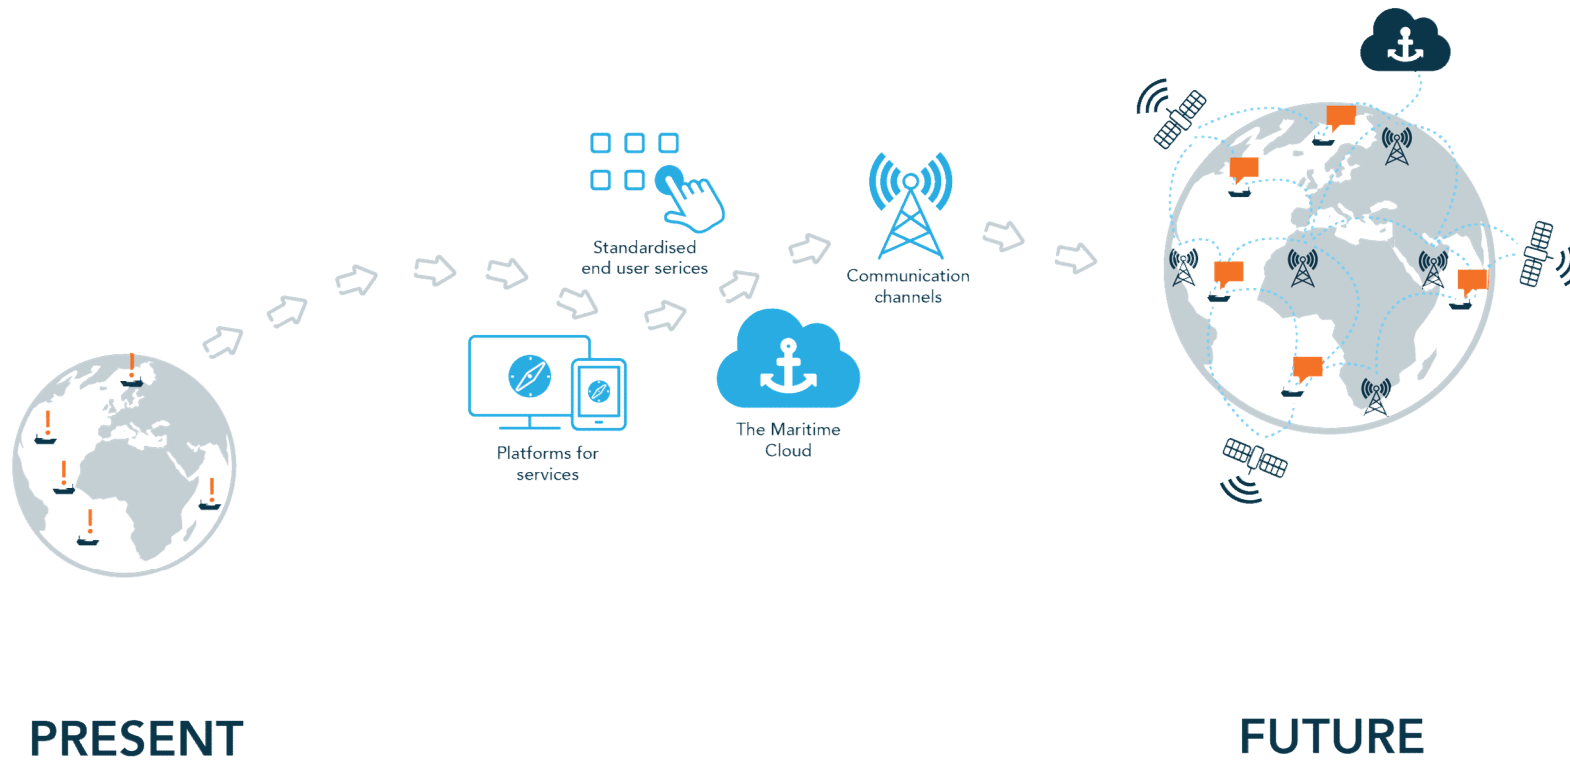 Standardised
end user serices
Communication
channels
The Maritime
Cloud
Platforms for
services
PRESENT
FUTURE